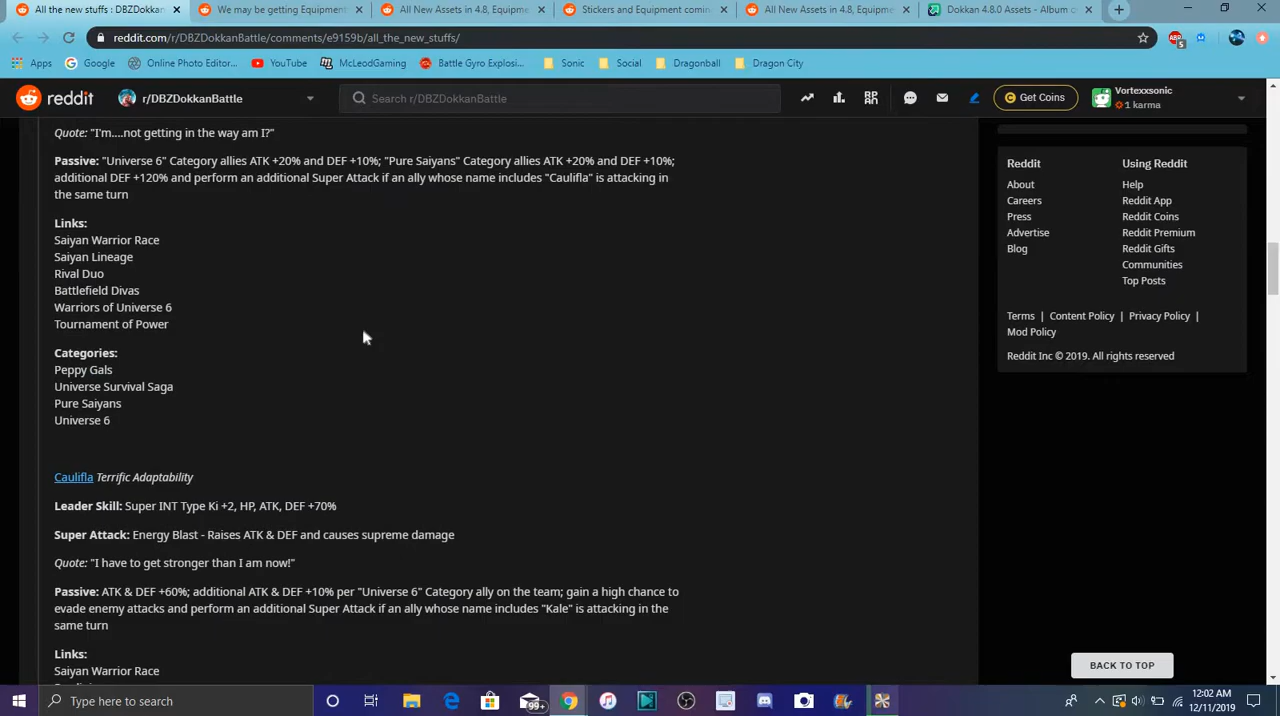 All the new stuffs : DBZDokkan
We may be getting Equipment
All New Assets in 4.8, Equipme
Stickers and Equipment comin
All New Assets in 4.8, Equipme
Dokkan 4.8.0 Assets - Album o
reddit.com/r/DBZDokkanBattle/comments/e9159b/all_the_new_stuffs/
Apps
Google
Online Photo Editor...
YouTube
McLeodGaming
Battle Gyro Explosi...
Sonic
Social
Dragonball
Dragon City
reddit
r/DBZDokkanBattle
Search r/DBZDokkanBattle
Get Coins
Vortexxsonic
1 karma
Quote: "I'm....not getting in the way am I?"
Passive: "Universe 6" Category allies ATK +20% and DEF +10%; "Pure Saiyans" Category allies ATK +20% and DEF +10%;
additional DEF +120% and perform an additional Super Attack if an ally whose name includes "Caulifla" is attacking in
the same turn
Links:
Saiyan Warrior Race
Saiyan Lineage
Rival Duo
Battlefield Divas
Warriors of Universe 6
Tournament of Power
Categories:
Peppy Gals
Universe Survival Saga
Pure Saiyans
Universe 6
Caulifla Terrific Adaptability
Leader Skill: Super INT Type Ki +2, HP, ATK, DEF +70%
Super Attack: Energy Blast - Raises ATK & DEF and causes supreme damage
Quote: "I have to get stronger than I am now!"
Passive: ATK & DEF +60%; additional ATK & DEF +10% per "Universe 6" Category ally on the team; gain a high chance to
evade enemy attacks and perform an additional Super Attack if an ally whose name includes "Kale" is attacking in the
same turn
Links:
Saiyan Warrior Race
Reddit
Using Reddit
About
Help
Careers
Reddit App
Press
Reddit Coins
Advertise
Reddit Premium
Blog
Reddit Gifts
Communities
Top Posts
Terms | Content Policy | Privacy Policy |
Mod Policy
Reddit Inc © 2019. All rights reserved
BACK TO TOP
Type here to search
99+
12:02 AM
12/11/2019